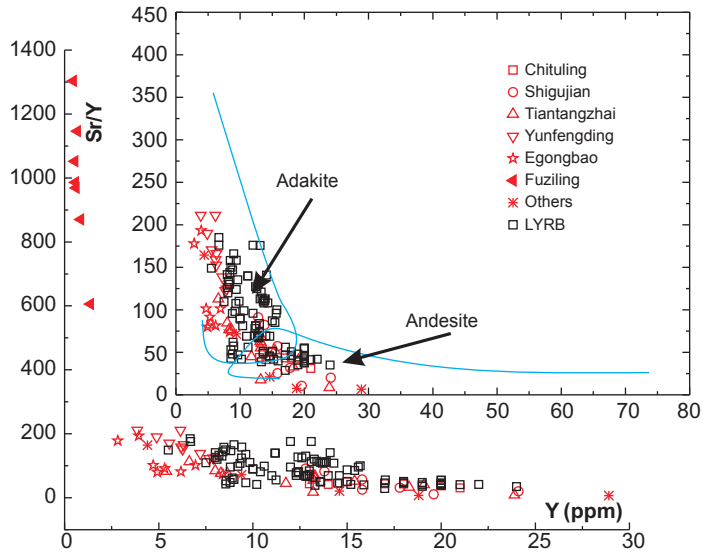 450
400
350
300
250
200
150
100
50
0
0 10 20 30 40 50 60 70 80
Adakite
Andesite
Chituling
Shigujian
Tiantangzhai
Yunfengding
Egongbao
Fuziling
Others
LYRB
1400
1200
1000
800
600
400
200
0
Sr/Y
0 5 10 15 20 25 30
Y (ppm)